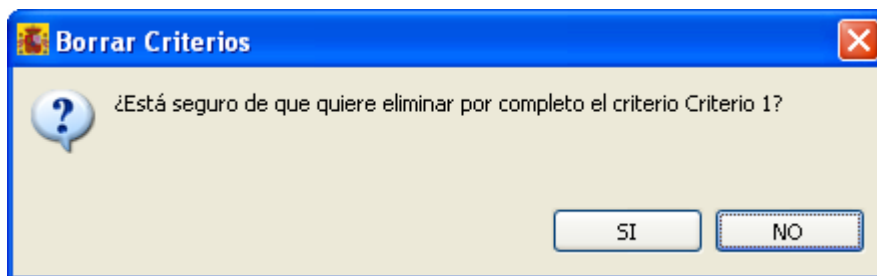 Borrar Criterios
¿Está seguro de que quiere eliminar por completo el criterio Criterio 1?
SI
NO